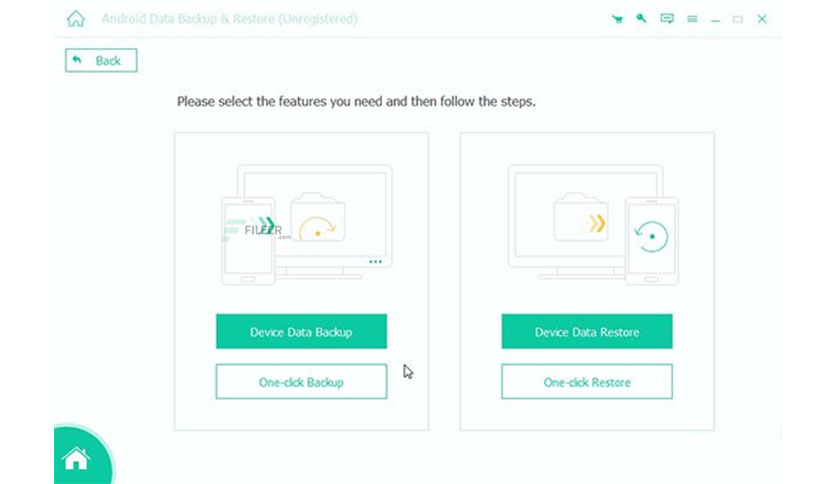 Android Data Backup & Restore (Unregistered)
Back
Please select the features you need and then follow the steps.
FILECR
.com
Device Data Backup
One-click Backup
Device Data Restore
One-click Restore